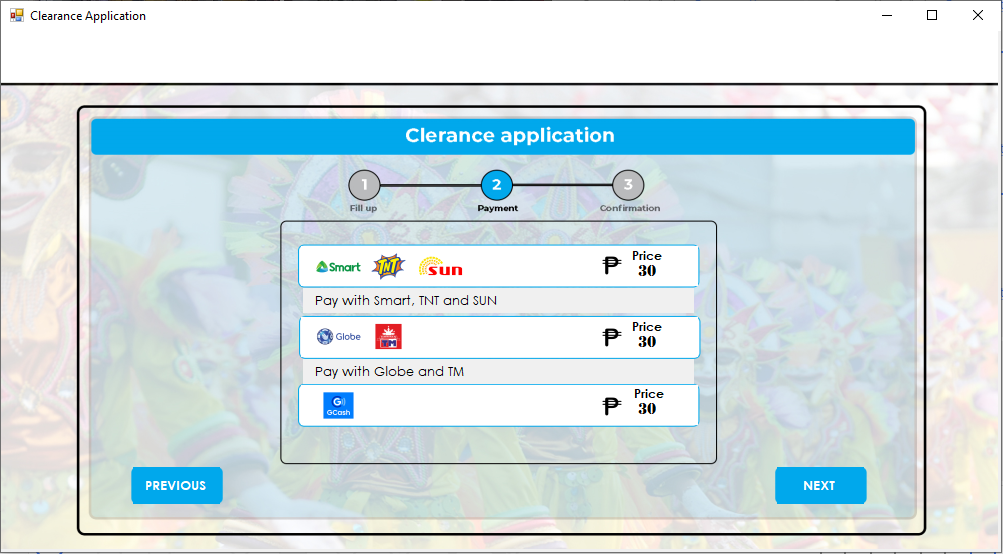 Clearance Application
Clerance application
1 2 3
Fill up Payment Confirmation
Smart TNT sun ₱ Price 30
Pay with Smart, TNT and SUN
Globe TM ₱ Price 30
Pay with Globe and TM
G GCash ₱ Price 30
PREVIOUS NEXT